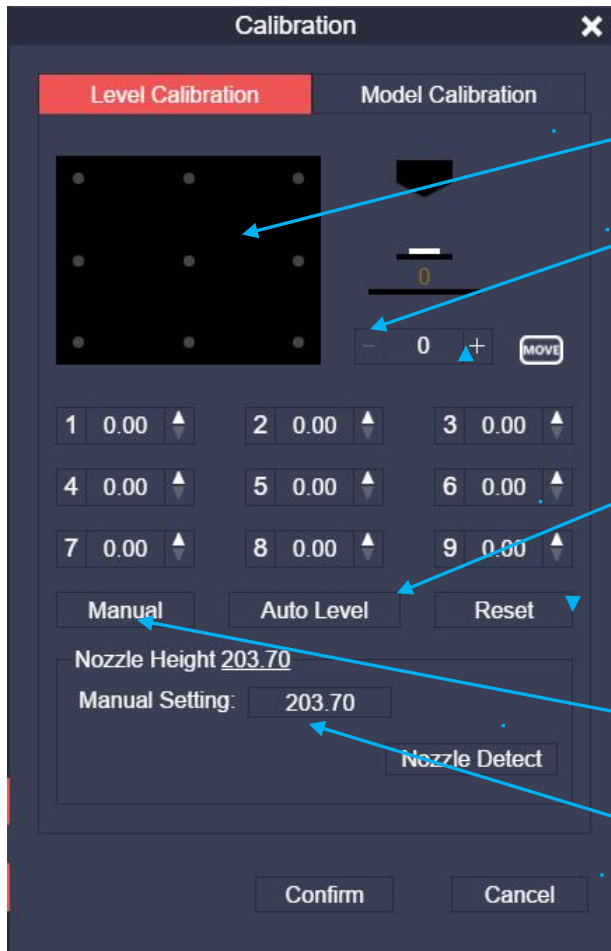 Calibration
Level Calibration Model Calibration
0
0 + MOVE
1 0.00 2 0.00 3 0.00
4 0.00 5 0.00 6 0.00
7 0.00 8 0.00 9 0.00
Manual Auto Level Reset
Nozzle Height 203.70
Manual Setting: 203.70
Nozzle Detect
Confirm Cancel